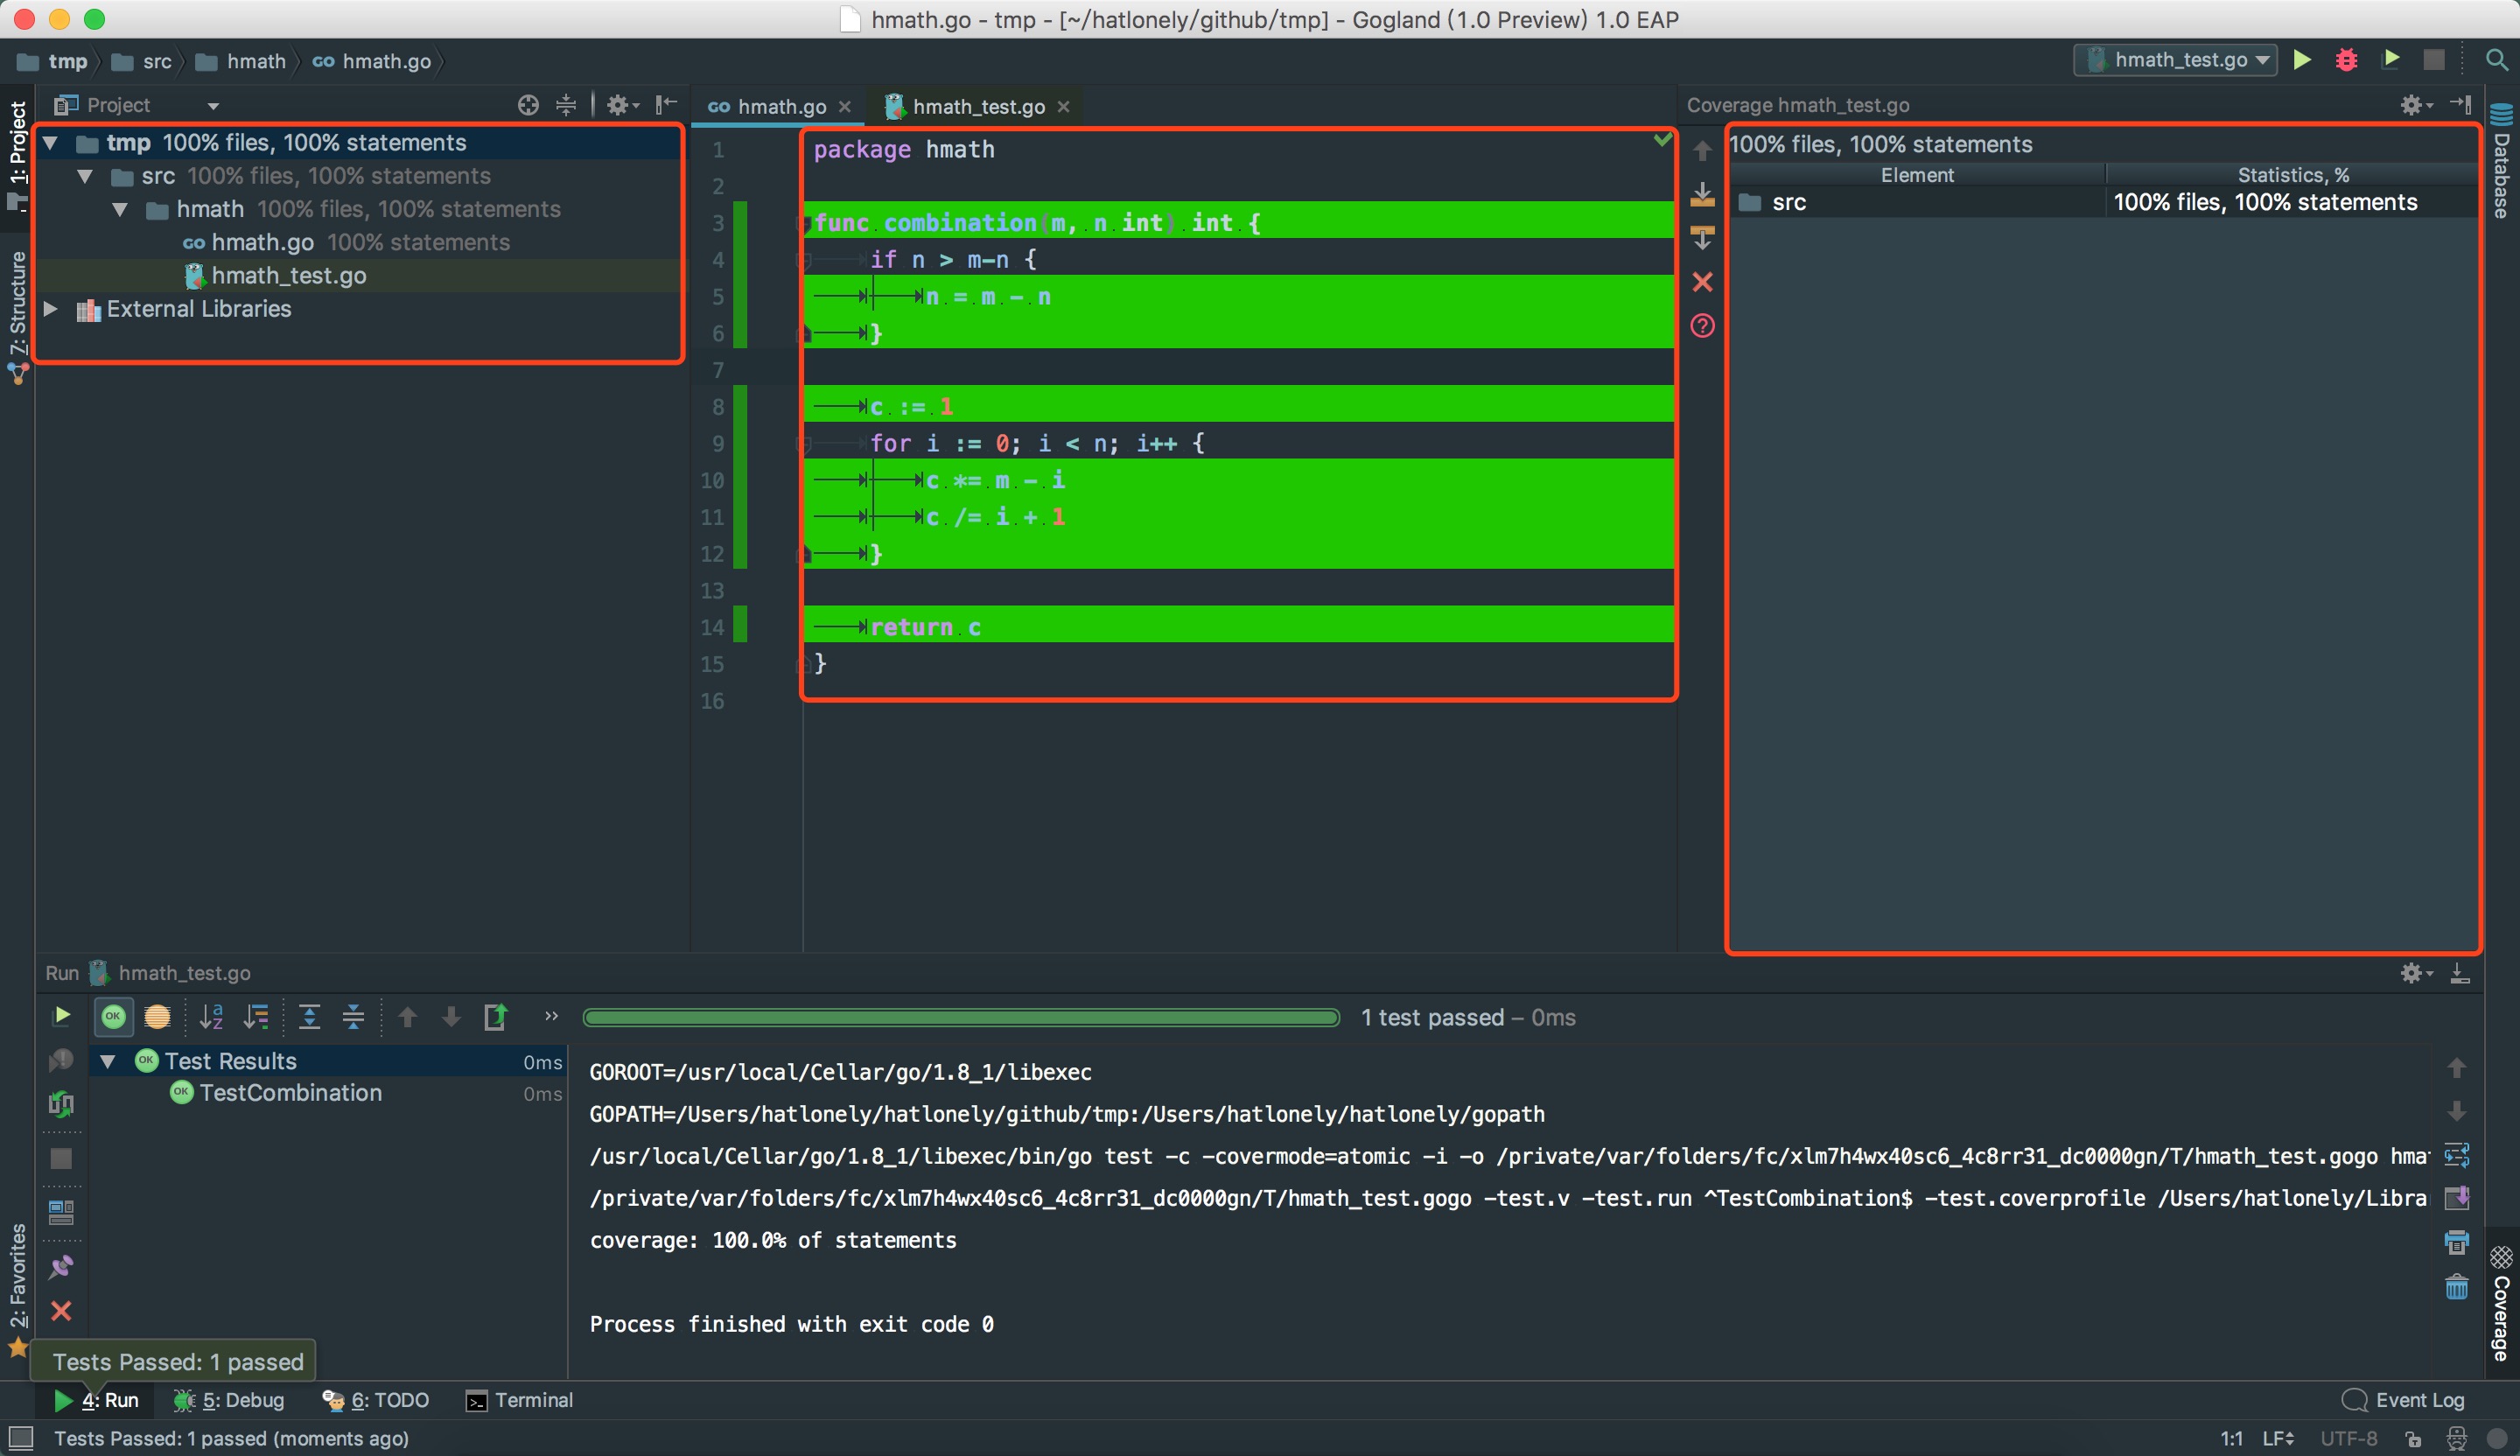 hmath.go - tmp - [~/hatlonely/github/tmp] - Gogland (1.0 Preview) 1.0 EAP
tmp src hmath GO hmath.go
hmath_test.go
1: Project
7: Structure
2: Favorites
Project
tmp 100% files, 100% statements
src 100% files, 100% statements
hmath 100% files, 100% statements
GO hmath.go 100% statements
hmath_test.go
External Libraries
GO hmath.go
hmath_test.go
1 package hmath
2
3 func combination(m, n int) int {
4 if n > m-n {
5 n = m - n
6 }
7
8 c := 1
9 for i := 0; i < n; i++ {
10 c *= m - i
11 c /= i + 1
12 }
13
14 return c
15 }
16
Coverage hmath_test.go
100% files, 100% statements
Element Statistics, %
src 100% files, 100% statements
Database
Coverage
Run hmath_test.go
OK
1 test passed – 0ms
OK Test Results 0ms
OK TestCombination 0ms
GOROOT=/usr/local/Cellar/go/1.8_1/libexec
GOPATH=/Users/hatlonely/hatlonely/github/tmp:/Users/hatlonely/hatlonely/gopath
/usr/local/Cellar/go/1.8_1/libexec/bin/go test -c -covermode=atomic -i -o /private/var/folders/fc/xlm7h4wx40sc6_4c8rr31_dc0000gn/T/hmath_test.gogo hma
/private/var/folders/fc/xlm7h4wx40sc6_4c8rr31_dc0000gn/T/hmath_test.gogo -test.v -test.run ^TestCombination$ -test.coverprofile /Users/hatlonely/Libra
coverage: 100.0% of statements
Process finished with exit code 0
Tests Passed: 1 passed
4: Run 5: Debug 6: TODO Terminal Event Log
Tests Passed: 1 passed (moments ago) 1:1 LF UTF-8